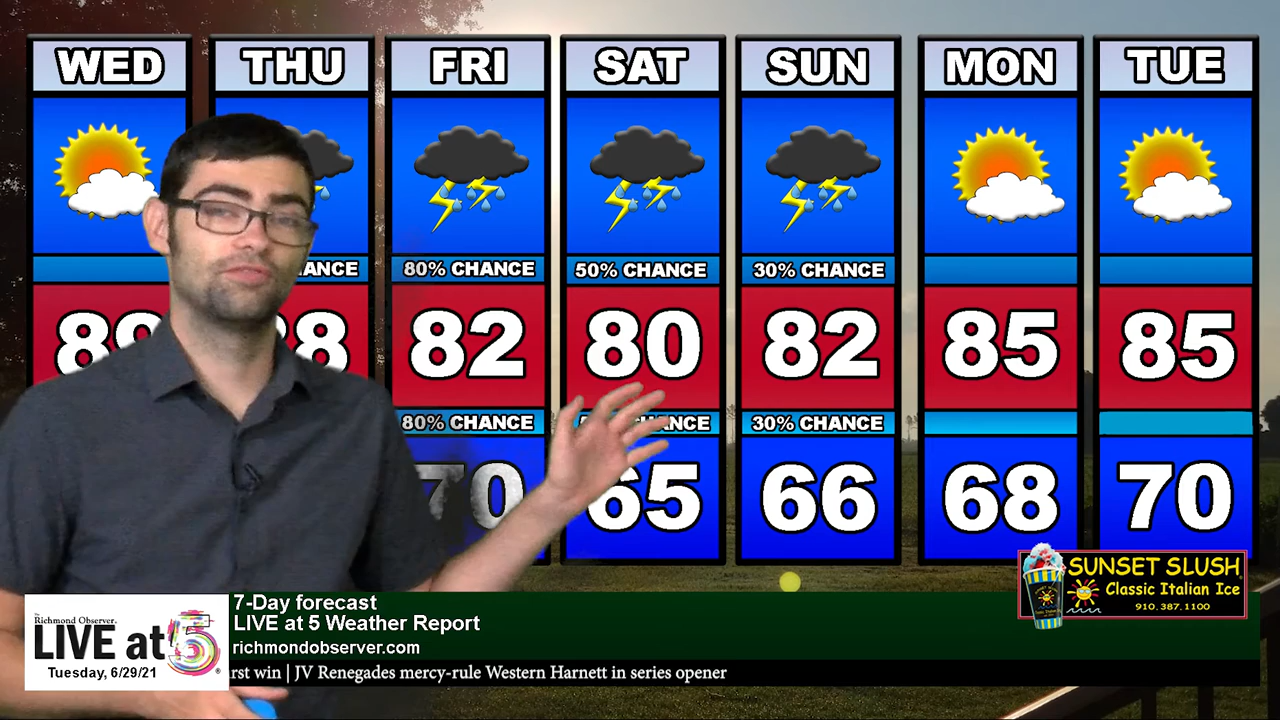 WED THU FRI SAT SUN MON TUE
80% CHANCE 50% CHANCE 30% CHANCE
82 80 82 85 85
80% CHANCE CHANCE 30% CHANCE
70 65 66 68 70
SUNSET SLUSH
Classic Italian Ice
910.387.1100
The Richmond Observer
LIVE at 5
Tuesday, 6/29/21
7-Day forecast
LIVE at 5 Weather Report
richmondobserver.com
win | JV Renegades mercy-rule Western Harnett in series opener